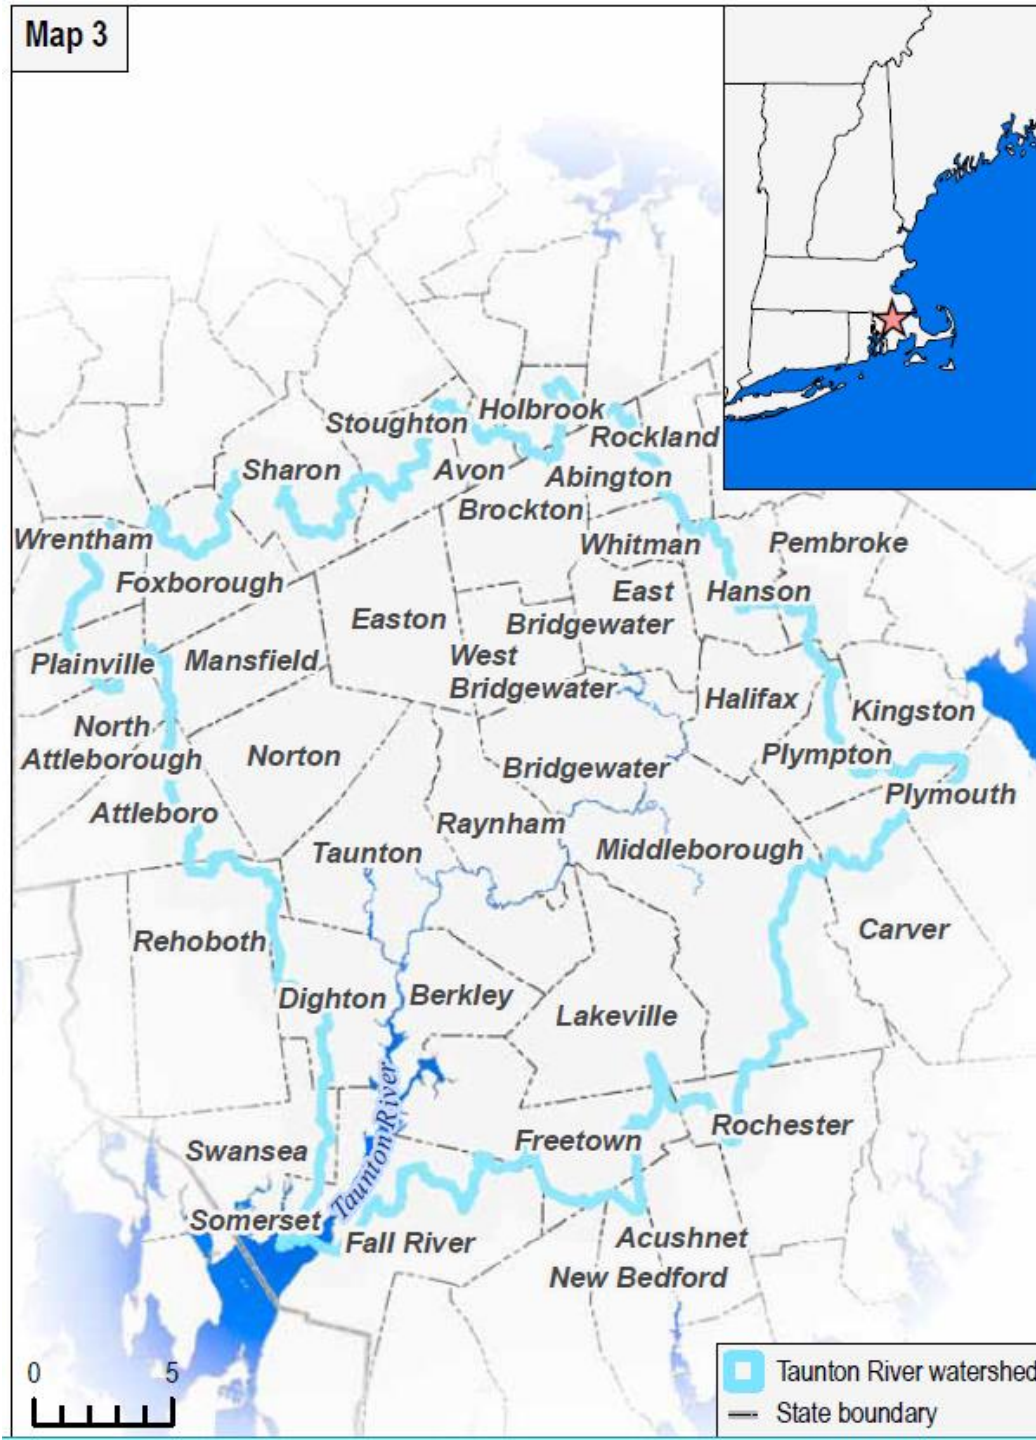 Map 3
Stoughton
Holbrook
Rockland
Sharon
Avon
Abington
Brockton
Wrentham
Whitman
Pembroke
Foxborough
East
Bridgewater
Hanson
Easton
Plainville
Mansfield
West
Bridgewater
Halifax
Kingston
North
Attleborough
Norton
Bridgewater
Plympton
Plymouth
Attleboro
Raynham
Taunton
Middleborough
Rehoboth
Carver
Dighton
Berkley
Lakeville
Taunton River
Swansea
Freetown
Rochester
Somerset
Fall River
Acushnet
New Bedford
0 5
Taunton River watershed
State boundary